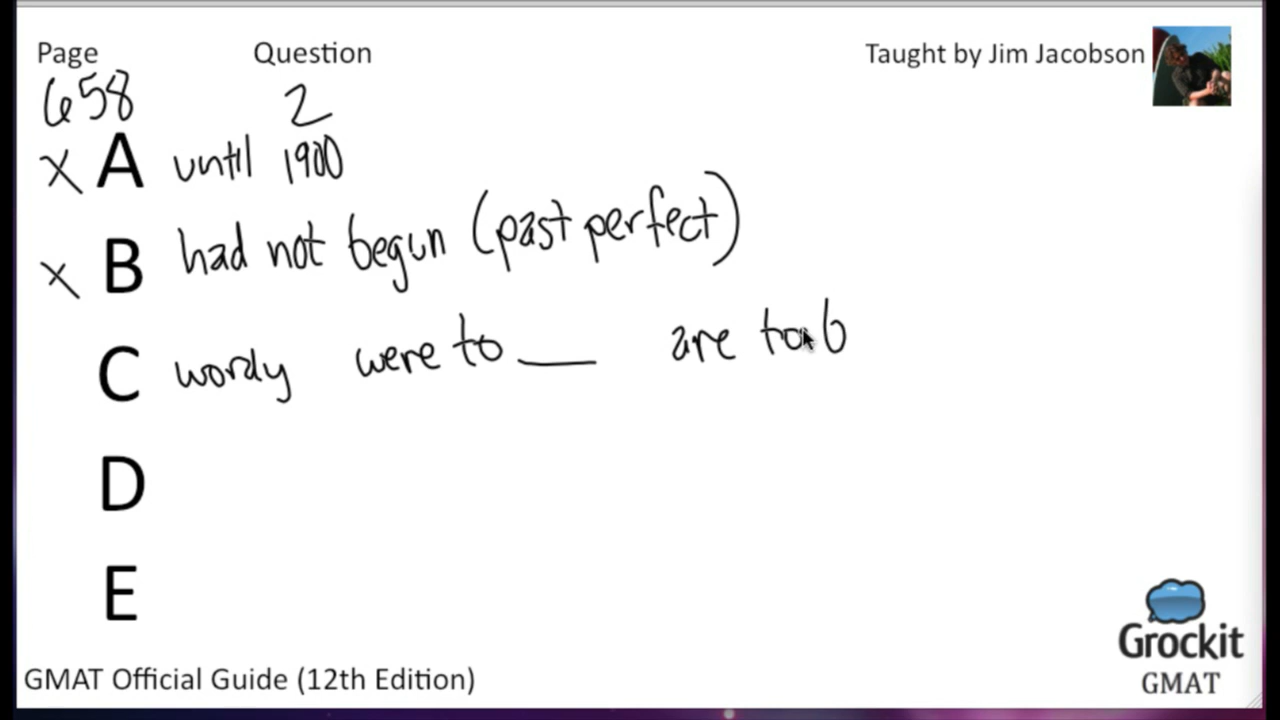 Page Question Taught by Jim Jacobson
658 2
X A until 1900
X B had not begun (past perfect)
C wordy were to ___ are to b
D
E
Grockit
GMAT
GMAT Official Guide (12th Edition)